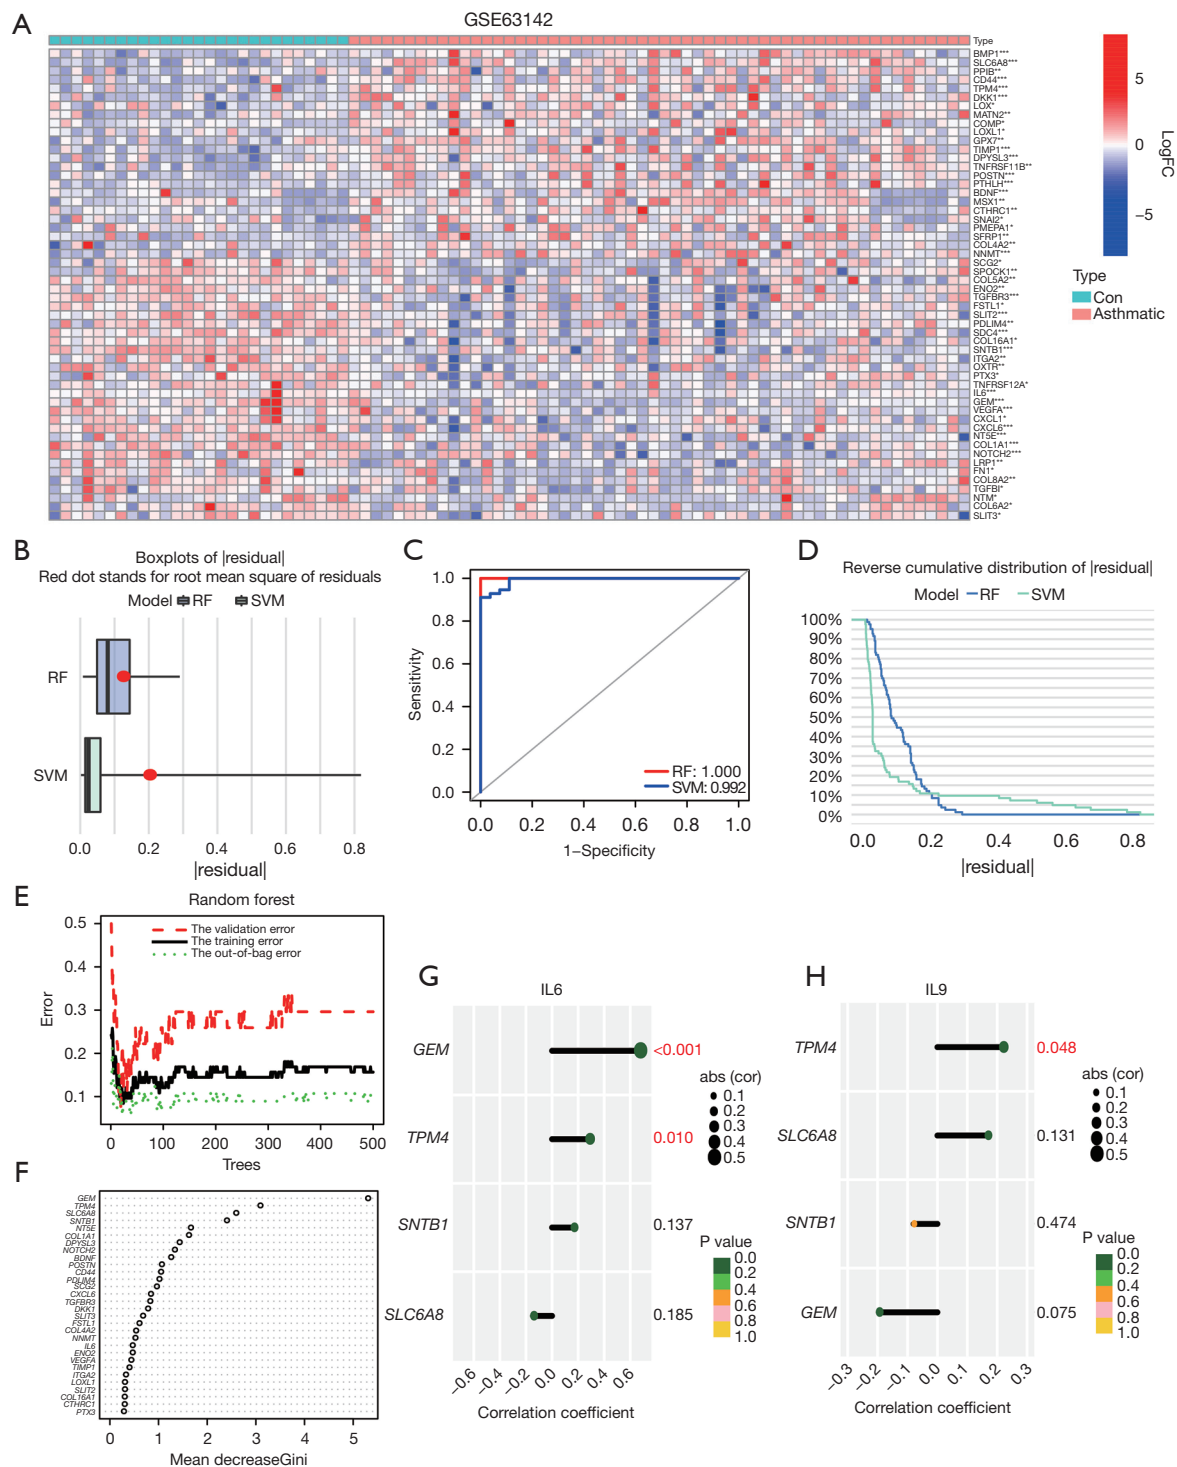 A
GSE63142
Type
BMP1***
SLC6A8***
PPIB**
CD44***
TPM4***
DKK1***
LOX*
MATN2**
COMP*
LOXL1*
GPX7**
TIMP1***
DPYSL3***
TNFRSF11B**
POSTN***
PTHLH***
BDNF***
MSX1**
CTHRC1**
SNAI2*
PMEPA1*
SFRP1**
COL4A2**
NNMT***
SCG2*
SPOCK1**
COL5A2**
ENO2**
TGFBR3***
FSTL1*
SLIT2***
PDLIM4**
SDC4***
COL16A1*
SNTB1***
ITGA2**
OXTR**
PTX3*
TNFRSF12A*
IL6***
GEM***
VEGFA***
CXCL1*
CXCL6***
NT5E***
COL1A1***
NOTCH2***
LRP1**
FN1*
COL8A2**
TGFBI*
NTM*
COL6A2*
SLIT3*
5
0
−5
LogFC
Type
Con
Asthmatic
B
Boxplots of |residual|
Red dot stands for root mean square of residuals
Model RF SVM
RF
SVM
0.0 0.2 0.4 0.6 0.8
|residual|
C
1.0
0.8
0.6
0.4
0.2
0.0
Sensitivity
RF: 1.000
SVM: 0.992
0.0 0.2 0.4 0.6 0.8 1.0
1−Specificity
D
Reverse cumulative distribution of |residual|
Model RF SVM
100%
90%
80%
70%
60%
50%
40%
30%
20%
10%
0%
0.0 0.2 0.4 0.6 0.8
|residual|
E
Random forest
0.5
0.4
0.3
0.2
0.1
Error
The validation error
The training error
The out-of-bag error
0 100 200 300 400 500
Trees
F
GEM
TPM4
SLC6A8
SNTB1
NT5E
COL1A1
DPYSL3
NOTCH2
BDNF
POSTN
CD44
PDLIM4
SCG2
CXCL6
TGFBR3
DKK1
SLIT3
FSTL1
COL4A2
NNMT
IL6
ENO2
VEGFA
TIMP1
ITGA2
LOXL1
SLIT2
COL16A1
CTHRC1
PTX3
0 1 2 3 4 5
Mean decreaseGini
G
IL6
GEM
<0.001
TPM4
0.010
SNTB1
0.137
SLC6A8
0.185
−0.6 −0.4 −0.2 0.0 0.2 0.4 0.6
Correlation coefficient
abs (cor)
0.1
0.2
0.3
0.4
0.5
P value
0.0
0.2
0.4
0.6
0.8
1.0
H
IL9
TPM4
0.048
SLC6A8
0.131
SNTB1
0.474
GEM
0.075
−0.3 −0.2 −0.1 0.0 0.1 0.2 0.3
Correlation coefficient
abs (cor)
0.1
0.2
0.3
0.4
0.5
P value
0.0
0.2
0.4
0.6
0.8
1.0